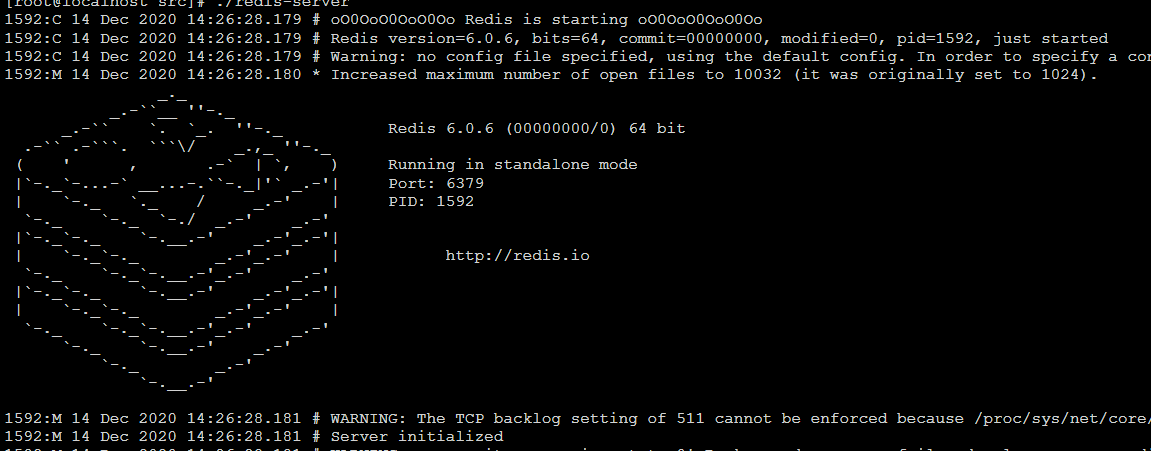 [root@localhost src]# ./redis-server
1592:C 14 Dec 2020 14:26:28.179 # oO0OoO0OoO0Oo Redis is starting oO0OoO0OoO0Oo
1592:C 14 Dec 2020 14:26:28.179 # Redis version=6.0.6, bits=64, commit=00000000, modified=0, pid=1592, just started
1592:C 14 Dec 2020 14:26:28.179 # Warning: no config file specified, using the default config. In order to specify a
1592:M 14 Dec 2020 14:26:28.180 * Increased maximum number of open files to 10032 (it was originally set to 1024).
Redis 6.0.6 (00000000/0) 64 bit
Running in standalone mode
Port: 6379
PID: 1592
http://redis.io
1592:M 14 Dec 2020 14:26:28.181 # WARNING: The TCP backlog setting of 511 cannot be enforced because /proc/sys/net/core/
1592:M 14 Dec 2020 14:26:28.181 # Server initialized